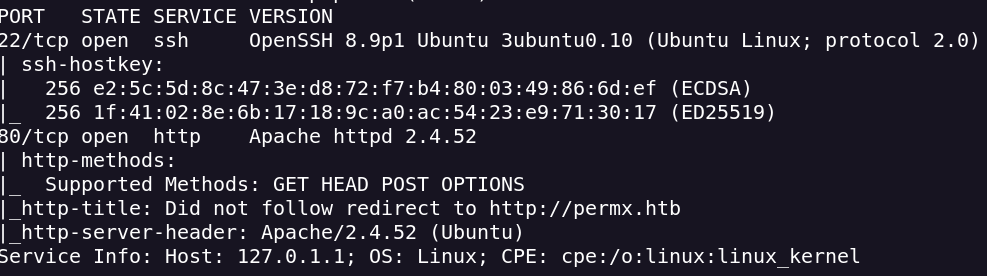 PORT   STATE SERVICE VERSION
22/tcp open  ssh     OpenSSH 8.9p1 Ubuntu 3ubuntu0.10 (Ubuntu Linux; protocol 2.0)
| ssh-hostkey:
|   256 e2:5c:5d:8c:47:3e:d8:72:f7:b4:80:03:49:86:6d:ef (ECDSA)
|_  256 1f:41:02:8e:6b:17:18:9c:a0:ac:54:23:e9:71:30:17 (ED25519)
80/tcp open  http    Apache httpd 2.4.52
| http-methods:
|_  Supported Methods: GET HEAD POST OPTIONS
|_http-title: Did not follow redirect to http://permx.htb
|_http-server-header: Apache/2.4.52 (Ubuntu)
Service Info: Host: 127.0.1.1; OS: Linux; CPE: cpe:/o:linux:linux_kernel